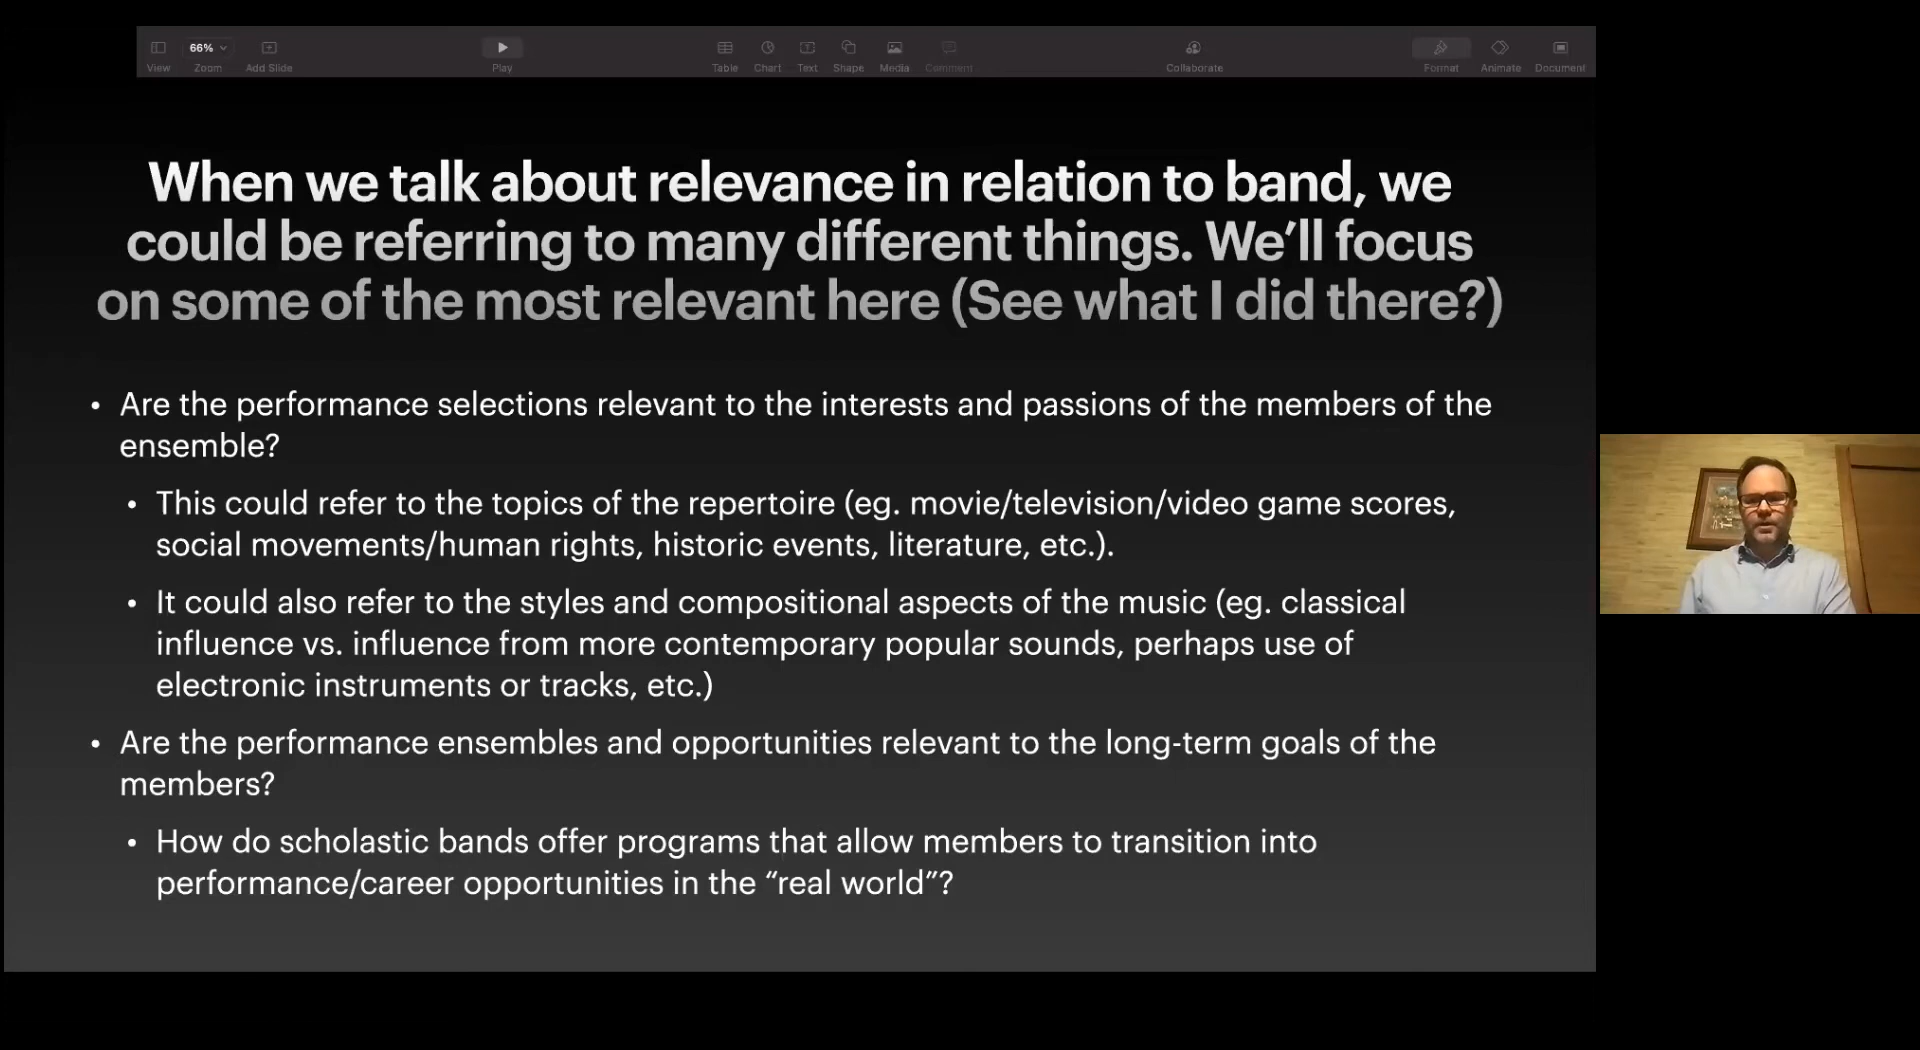 66%
View Zoom Add Slide Play Table Chart Text Shape Media Comment Collaborate Format Animate Document
When we talk about relevance in relation to band, we
could be referring to many different things. We’ll focus
on some of the most relevant here (See what I did there?)
• Are the performance selections relevant to the interests and passions of the members of the
ensemble?
• This could refer to the topics of the repertoire (eg. movie/television/video game scores,
social movements/human rights, historic events, literature, etc.).
• It could also refer to the styles and compositional aspects of the music (eg. classical
influence vs. influence from more contemporary popular sounds, perhaps use of
electronic instruments or tracks, etc.)
• Are the performance ensembles and opportunities relevant to the long-term goals of the
members?
• How do scholastic bands offer programs that allow members to transition into
performance/career opportunities in the “real world”?